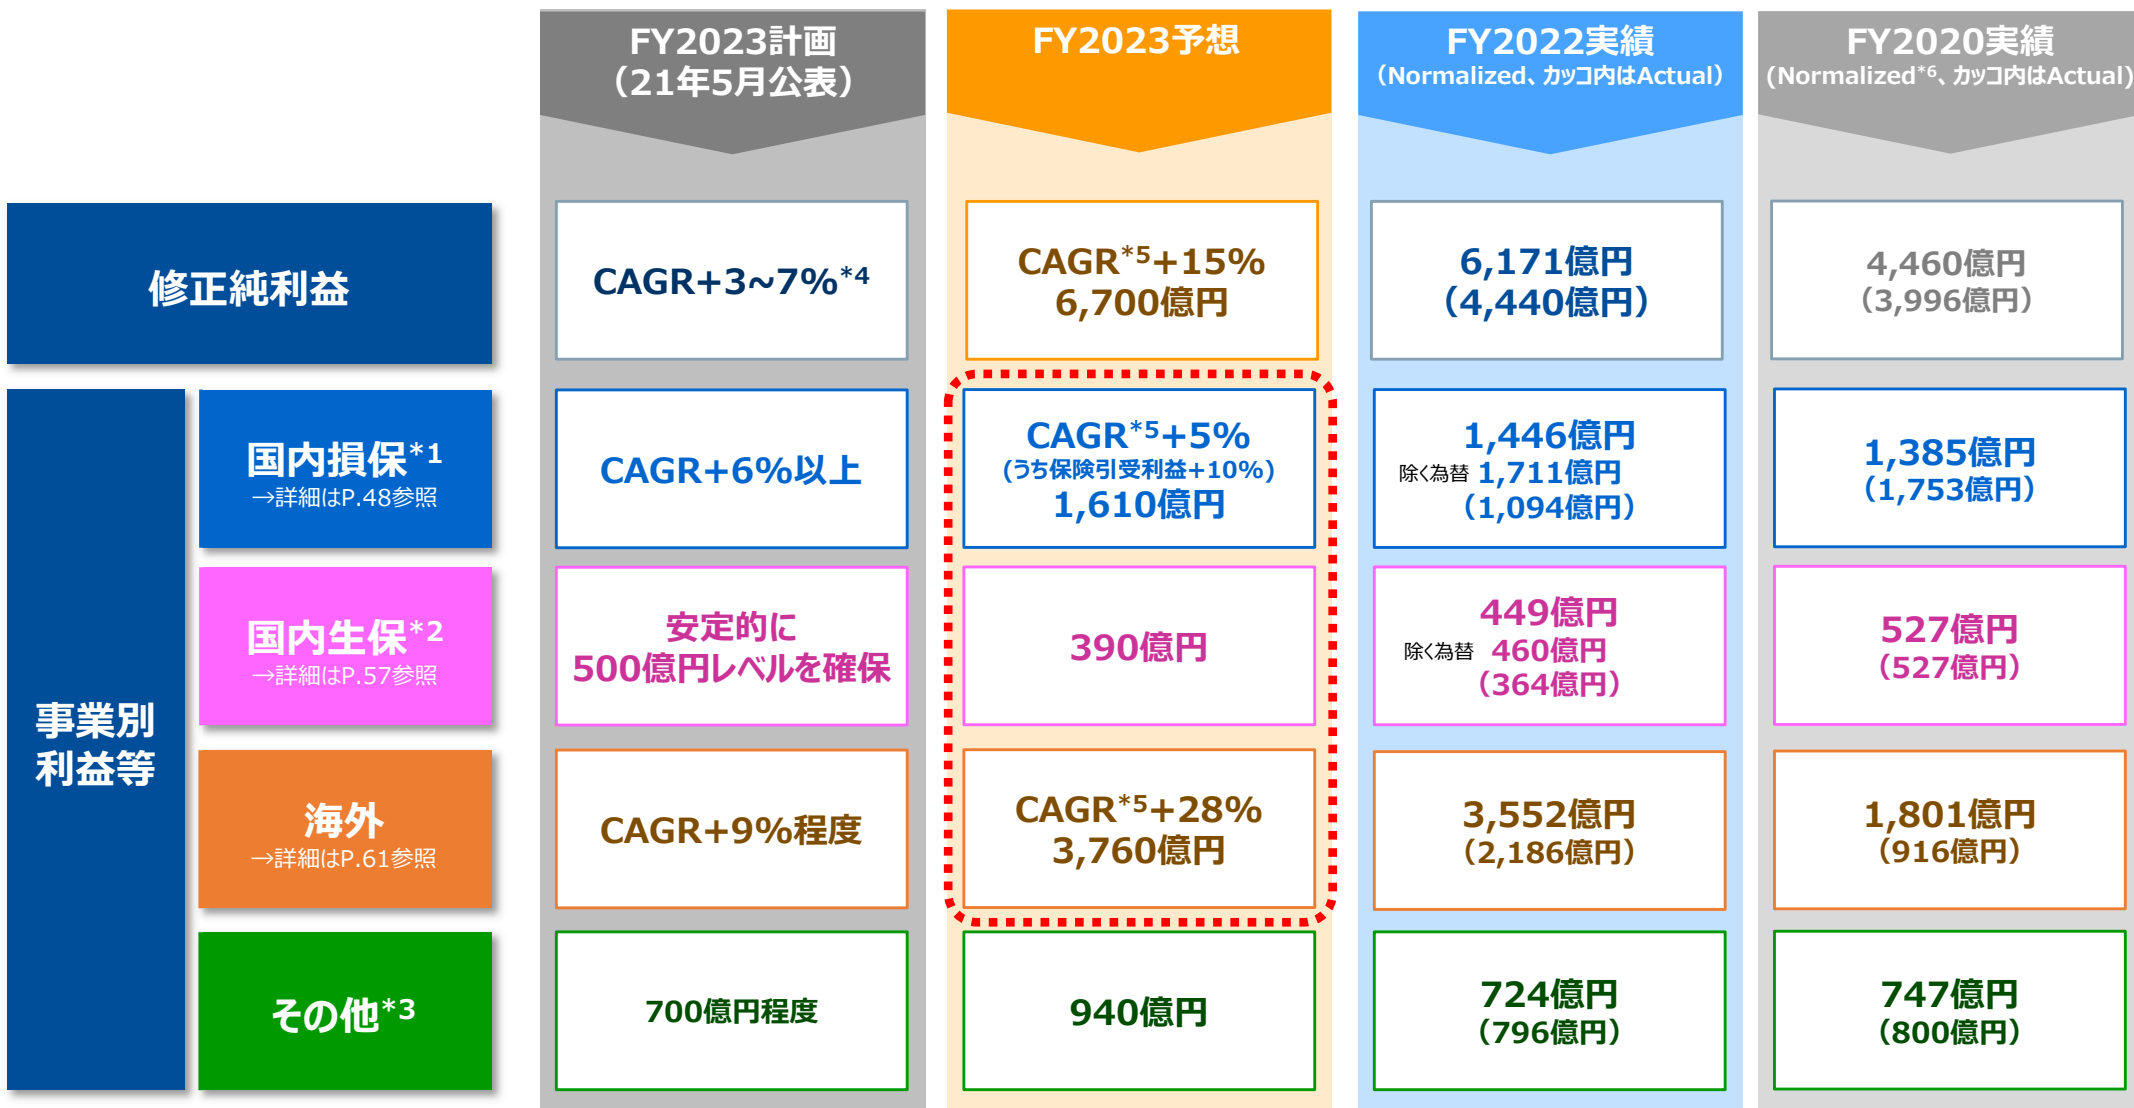 FY2023計画
（21年5月公表）
FY2023予想
FY2022実績
（Normalized、カッコ内はActual）
FY2020実績
(Normalized*6、カッコ内はActual)
修正純利益
CAGR+3~7%*4
CAGR*5+15%
6,700億円
6,171億円
（4,440億円）
4,460億円
（3,996億円）
事業別
利益等
国内損保*1
→詳細はP.48参照
CAGR+6%以上
CAGR*5+5%
(うち保険引受利益+10%)
1,610億円
1,446億円
除く為替 1,711億円
（1,094億円）
1,385億円
（1,753億円）
国内生保*2
→詳細はP.57参照
安定的に
500億円レベルを確保
390億円
449億円
除く為替 460億円
（364億円）
527億円
（527億円）
海外
→詳細はP.61参照
CAGR+9%程度
CAGR*5+28%
3,760億円
3,552億円
（2,186億円）
1,801億円
（916億円）
その他*3
700億円程度
940億円
724億円
（796億円）
747億円
（800億円）